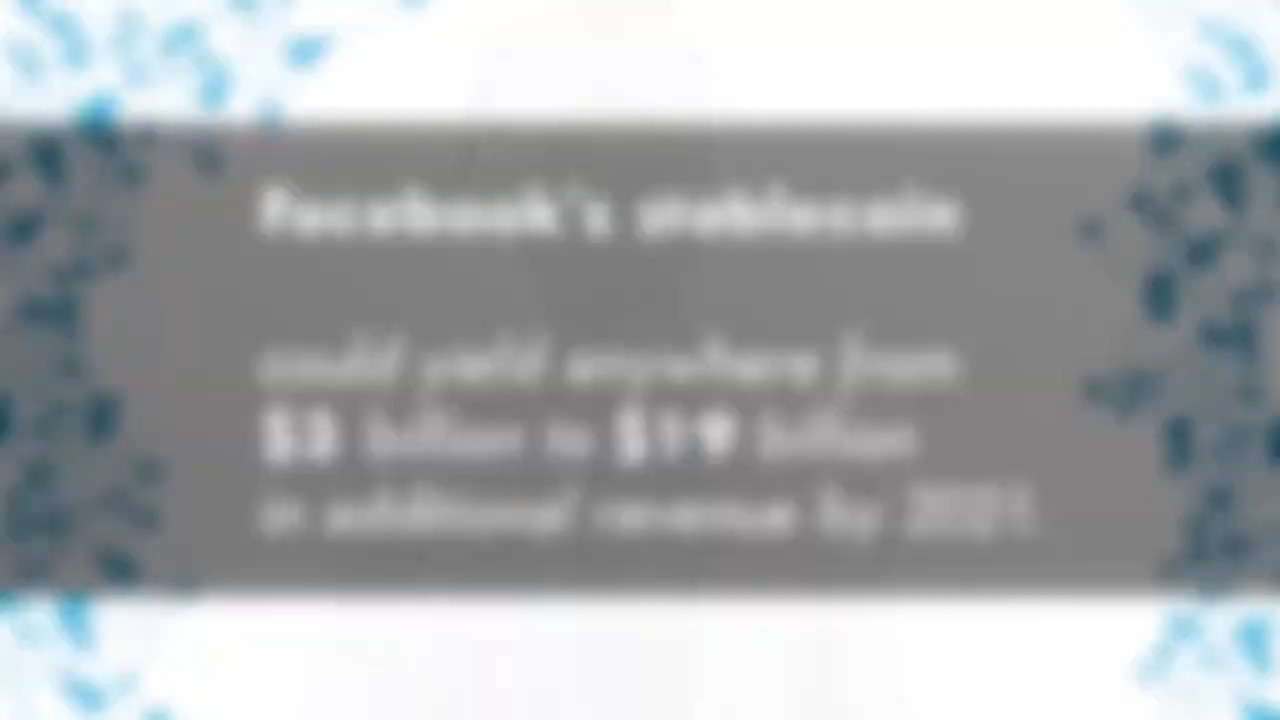 Facebook's stablecoin
could yield anywhere from
$3 billion to $19 billion
in additional revenue by 2021